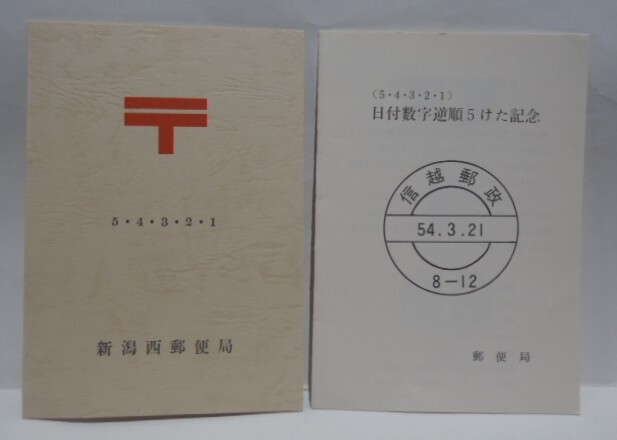 〒
5・4・3・2・1
新潟西郵便局
(5・4・3・2・1)
日付数字逆順5けた記念
信越郵政
54.3.21
8-12
郵便局